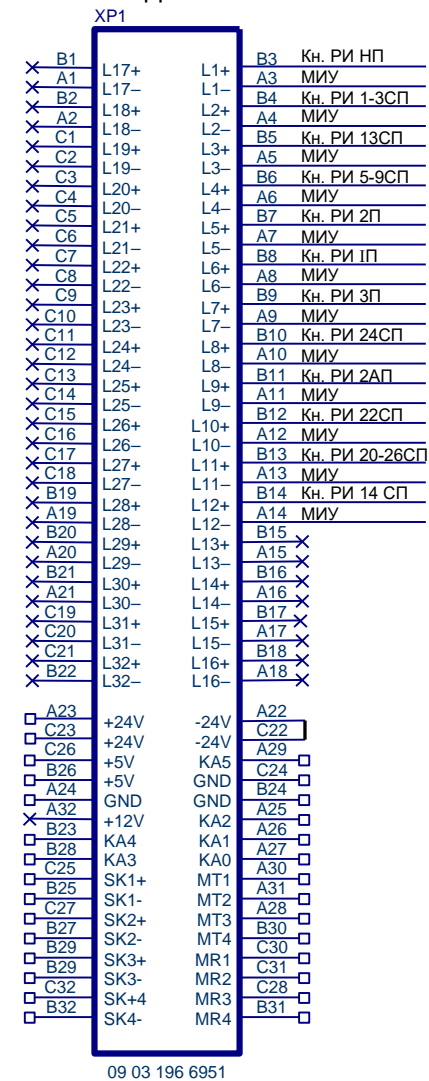 XP1
B1 L17+ L1+ B3 Кн. РИ НП
A1 L17– L1– A3 МИУ
B2 L18+ L2+ B4 Кн. РИ 1-3СП
A2 L18– L2– A4 МИУ
C1 L19+ L3+ B5 Кн. РИ 13СП
C2 L19– L3– A5 МИУ
C3 L20+ L4+ B6 Кн. РИ 5-9СП
C4 L20– L4– A6 МИУ
C5 L21+ L5+ B7 Кн. РИ 2П
C6 L21– L5– A7 МИУ
C7 L22+ L6+ B8 Кн. РИ IП
C8 L22– L6– A8 МИУ
C9 L23+ L7+ B9 Кн. РИ 3П
C10 L23– L7– A9 МИУ
C11 L24+ L8+ B10 Кн. РИ 24СП
C12 L24– L8– A10 МИУ
C13 L25+ L9+ B11 Кн. РИ 2АП
C14 L25– L9– A11 МИУ
C15 L26+ L10+ B12 Кн. РИ 22СП
C16 L26– L10– A12 МИУ
C17 L27+ L11+ B13 Кн. РИ 20-26СП
C18 L27– L11– A13 МИУ
B19 L28+ L12+ B14 Кн. РИ 14 СП
A19 L28– L12– A14 МИУ
B20 L29+ L13+ B15
A20 L29– L13– A15
B21 L30+ L14+ B16
A21 L30– L14– A16
C19 L31+ L15+ B17
C20 L31– L15– A17
C21 L32+ L16+ B18
B22 L32– L16– A18
A23 +24V -24V A22
C23 +24V -24V C22
C26 +5V KA5 A29
B26 +5V GND C24
A24 GND GND B24
A32 +12V KA2 A25
B23 KA4 KA1 A26
B28 KA3 KA0 A27
C25 SK1+ MT1 A30
B25 SK1- MT2 A31
C27 SK2+ MT3 A28
B27 SK2- MT4 B30
B29 SK3+ MR1 C30
B29 SK3- MR2 C31
C32 SK+4 MR3 C28
B32 SK4- MR4 B31
09 03 196 6951